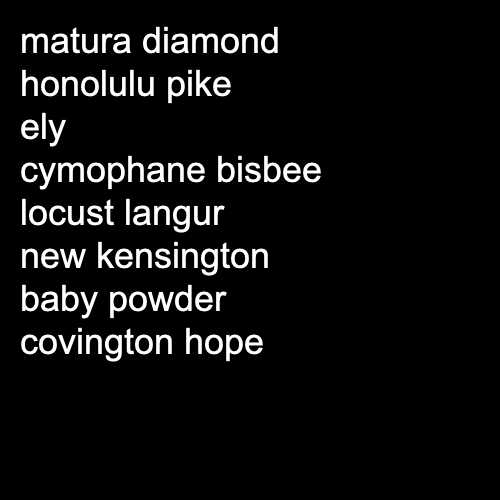 matura diamond
honolulu pike
ely
cymophane bisbee
locust langur
new kensington
baby powder
covington hope